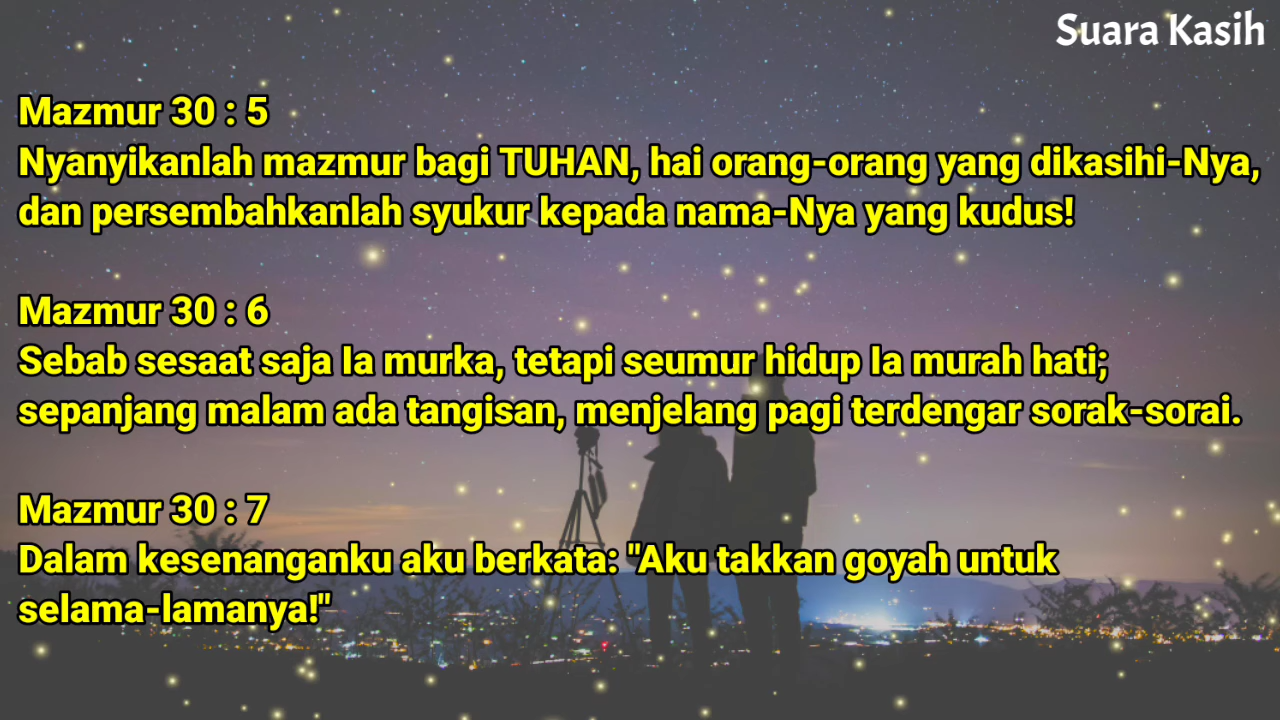 Suara Kasih
Mazmur 30 : 5
Nyanyikanlah mazmur bagi TUHAN, hai orang-orang yang dikasihi-Nya,
dan persembahkanlah syukur kepada nama-Nya yang kudus!
Mazmur 30 : 6
Sebab sesaat saja Ia murka, tetapi seumur hidup Ia murah hati;
sepanjang malam ada tangisan, menjelang pagi terdengar sorak-sorai.
Mazmur 30 : 7
Dalam kesenanganku aku berkata: "Aku takkan goyah untuk
selama-lamanya!"